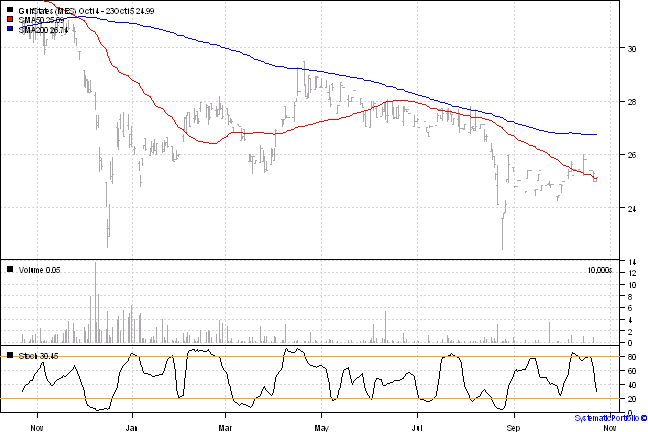 GulfStates (MES) Oct14 - 23Oct15 24.99
SMA50 25.09
SMA200 26.74
30
28
26
24
Volume 0.05
10,000s
14
12
10
8
6
4
2
0
Stoch 30.45
80
60
40
20
0
Nov Jan Mar May Jul Sep Nov
SystematicPortfolio ©